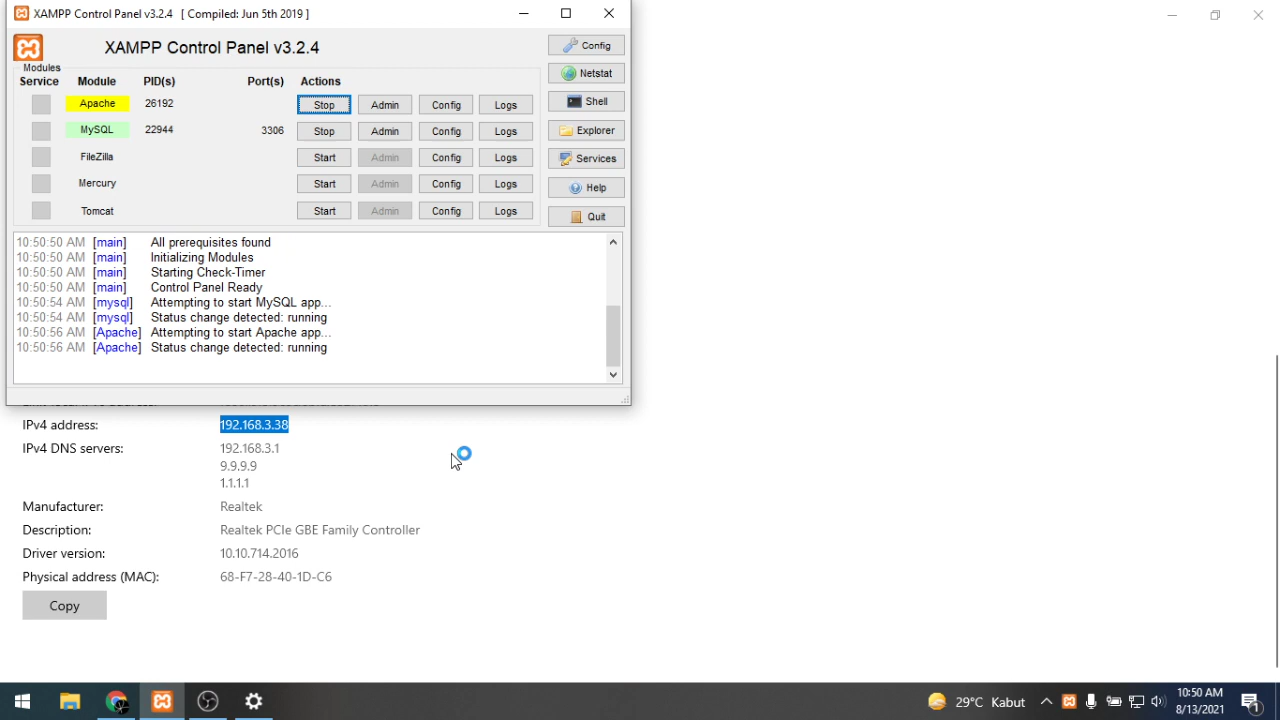 XAMPP Control Panel v3.2.4 [ Compiled: Jun 5th 2019 ]
XAMPP Control Panel v3.2.4
Config
Modules
Service Module PID(s) Port(s) Actions
Netstat
Apache 26192 Stop Admin Config Logs
Shell
MySQL 22944 3306 Stop Admin Config Logs
Explorer
FileZilla Start Admin Config Logs
Services
Mercury Start Admin Config Logs
Help
Tomcat Start Admin Config Logs
Quit
10:50:50 AM [main] All prerequisites found
10:50:50 AM [main] Initializing Modules
10:50:50 AM [main] Starting Check-Timer
10:50:50 AM [main] Control Panel Ready
10:50:54 AM [mysql] Attempting to start MySQL app...
10:50:54 AM [mysql] Status change detected: running
10:50:56 AM [Apache] Attempting to start Apache app...
10:50:56 AM [Apache] Status change detected: running
IPv4 address: 192.168.3.38
IPv4 DNS servers: 192.168.3.1
9.9.9.9
1.1.1.1
Manufacturer: Realtek
Description: Realtek PCIe GBE Family Controller
Driver version: 10.10.714.2016
Physical address (MAC): 68-F7-28-40-1D-C6
Copy
29°C Kabut
10:50 AM
8/13/2021
1